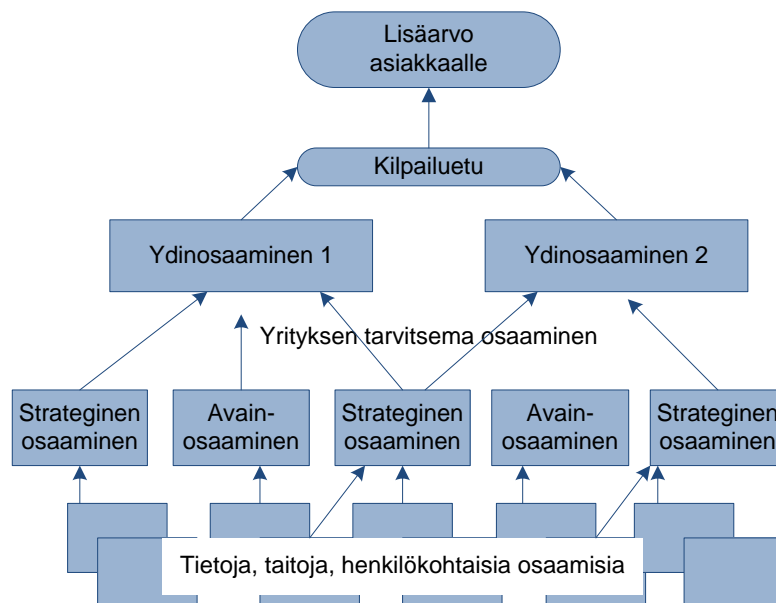 Lisäarvo
asiakkaalle
Kilpailuetu
Ydinosaaminen 1
Ydinosaaminen 2
Yrityksen tarvitsema osaaminen
Strateginen
osaaminen
Avain-
osaaminen
Strateginen
osaaminen
Avain-
osaaminen
Strateginen
osaaminen
Tietoja, taitoja, henkilökohtaisia osaamisia